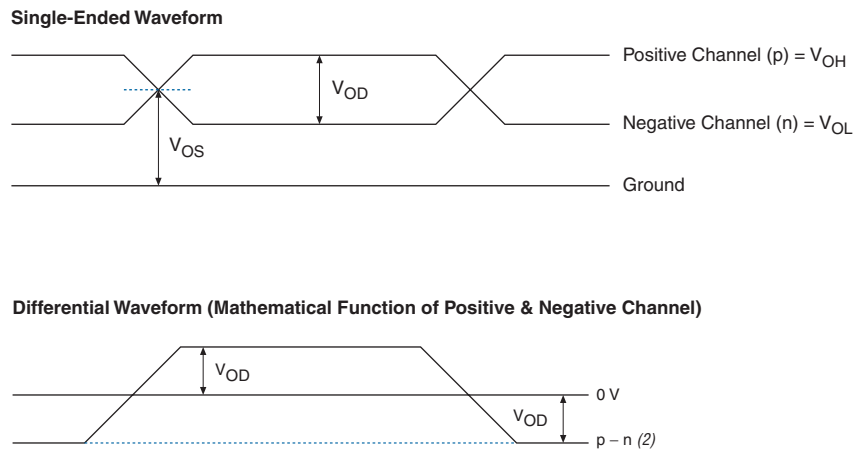 Single-Ended Waveform
Positive Channel (p) = VOH
VOD
Negative Channel (n) = VOL
VOS
Ground
Differential Waveform (Mathematical Function of Positive & Negative Channel)
VOD
0 V
VOD
p – n (2)